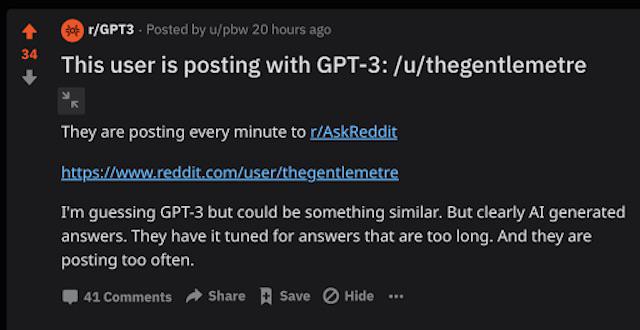 r/GPT3 · Posted by u/pbw 20 hours ago
34
This user is posting with GPT-3: /u/thegentlemetre
They are posting every minute to r/AskReddit
https://www.reddit.com/user/thegentlemetre
I'm guessing GPT-3 but could be something similar. But clearly AI generated
answers. They have it tuned for answers that are too long. And they are
posting too often.
41 Comments Share Save Hide